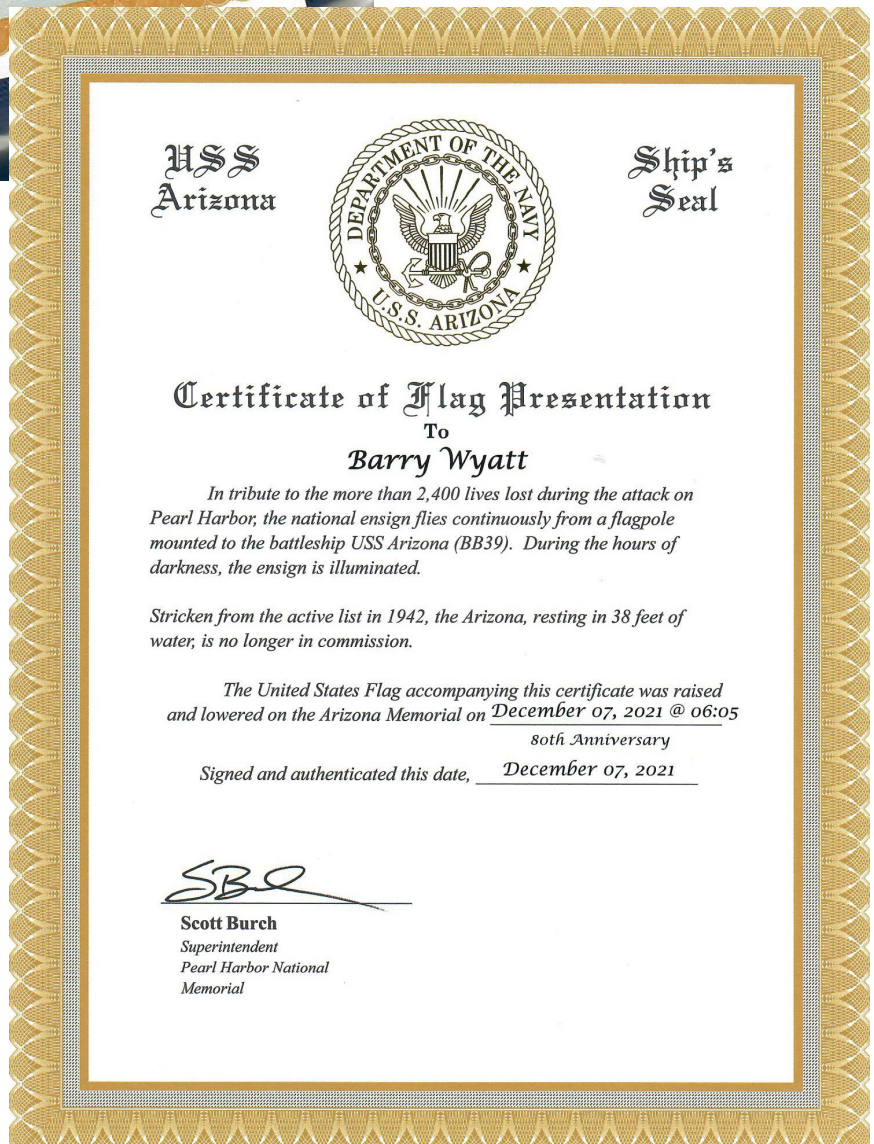 USS
Arizona
DEPARTMENT OF THE NAVY
U.S.S. ARIZONA
Ship's
Seal
Certificate of Flag Presentation
To
Barry Wyatt
In tribute to the more than 2,400 lives lost during the attack on
Pearl Harbor, the national ensign flies continuously from a flagpole
mounted to the battleship USS Arizona (BB39). During the hours of
darkness, the ensign is illuminated.
Stricken from the active list in 1942, the Arizona, resting in 38 feet of
water, is no longer in commission.
The United States Flag accompanying this certificate was raised
and lowered on the Arizona Memorial on December 07, 2021 @ 06:05
80th Anniversary
Signed and authenticated this date, December 07, 2021
Scott Burch
Superintendent
Pearl Harbor National
Memorial